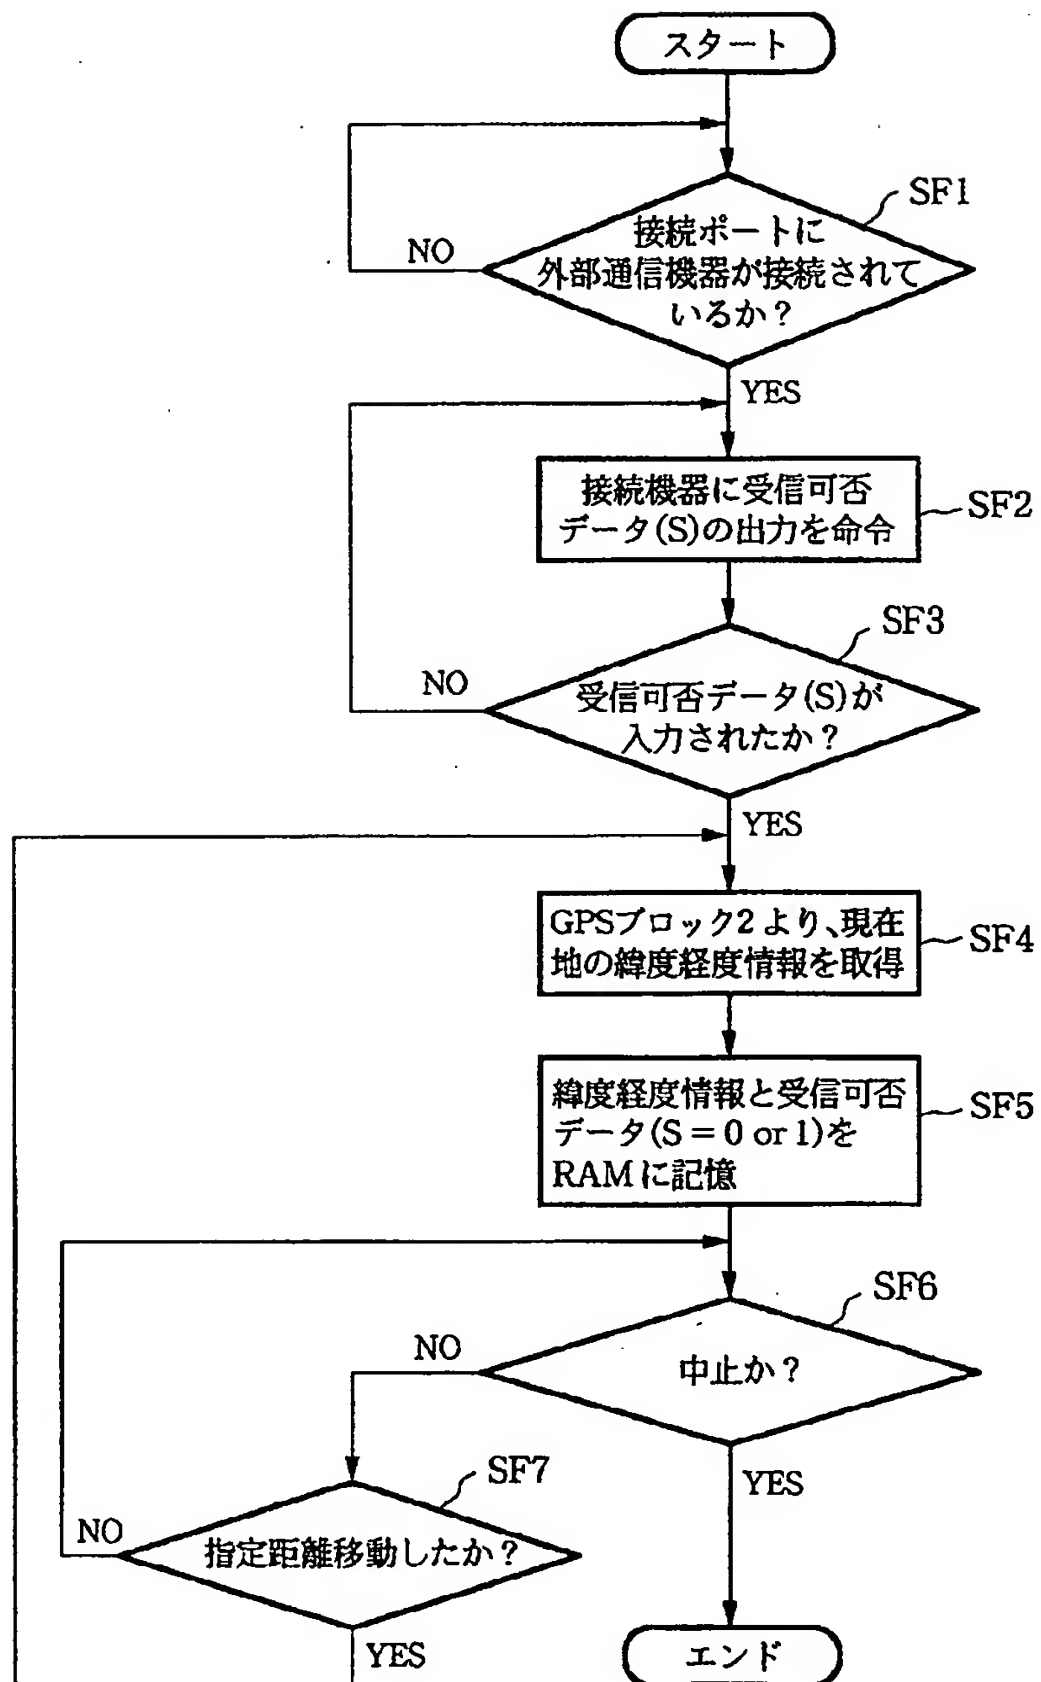 スタート
SF1
接続ポートに
外部通信機器が接続されて
いるか?
NO
YES
接続機器に受信可否
データ(S)の出力を命令
SF2
SF3
受信可否データ(S)が
入力されたか?
NO
YES
GPSブロック2より、現在
地の緯度経度情報を取得
SF4
緯度経度情報と受信可否
データ(S = 0 or 1)を
RAMに記憶
SF5
SF6
中止か?
NO
YES
SF7
指定距離移動したか?
NO
YES
エンド